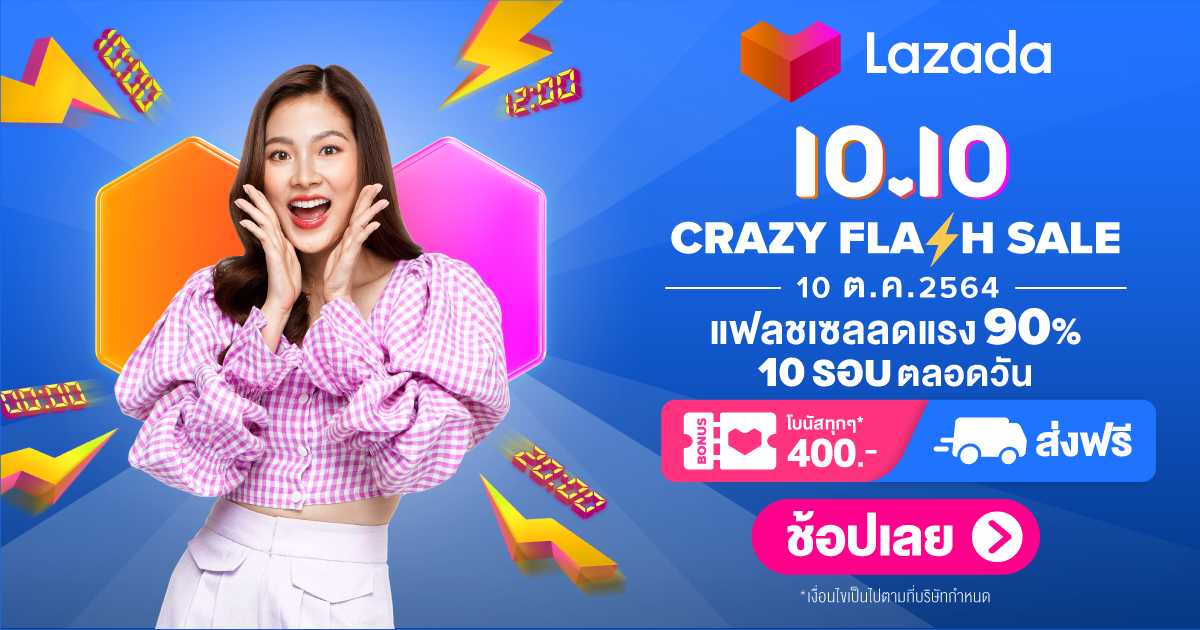 10:00
12:00
00:00
20:00
Lazada
10.10
CRAZY FLASH SALE
10 ต.ค.2564
แฟลชเซลลดแรง 90%
10 รอบ ตลอดวัน
BONUS
โบนัสทุกๆ*
400.-
ส่งฟรี
ช้อปเลย
*เงื่อนไขเป็นไปตามที่บริษัทกำหนด